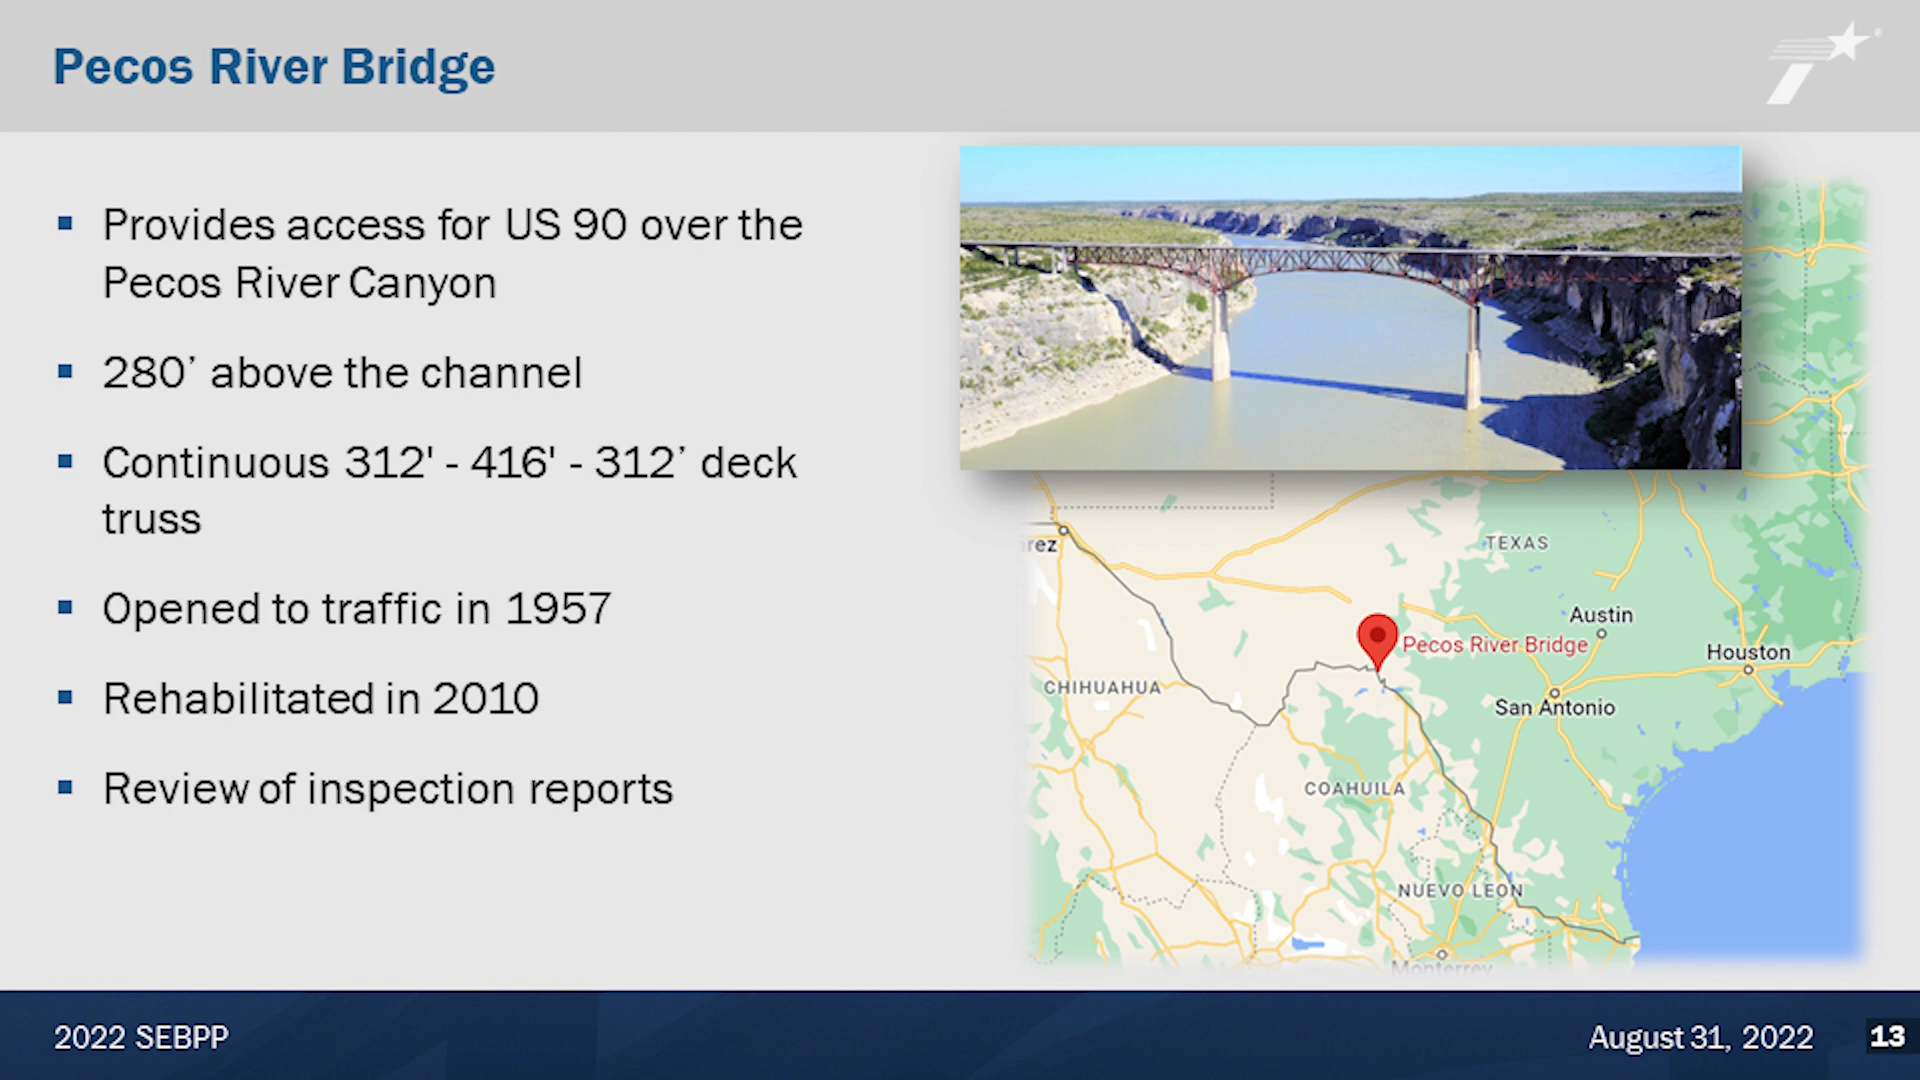 Pecos River Bridge
▪ Provides access for US 90 over the
Pecos River Canyon
▪ 280’ above the channel
▪ Continuous 312' - 416' - 312’ deck
truss
▪ Opened to traffic in 1957
▪ Rehabilitated in 2010
▪ Review of inspection reports
rez
TEXAS
Austin
Pecos River Bridge
Houston
CHIHUAHUA
San Antonio
COAHUILA
NUEVO LEON
Monterrey
2022 SEBPP
August 31, 2022
13